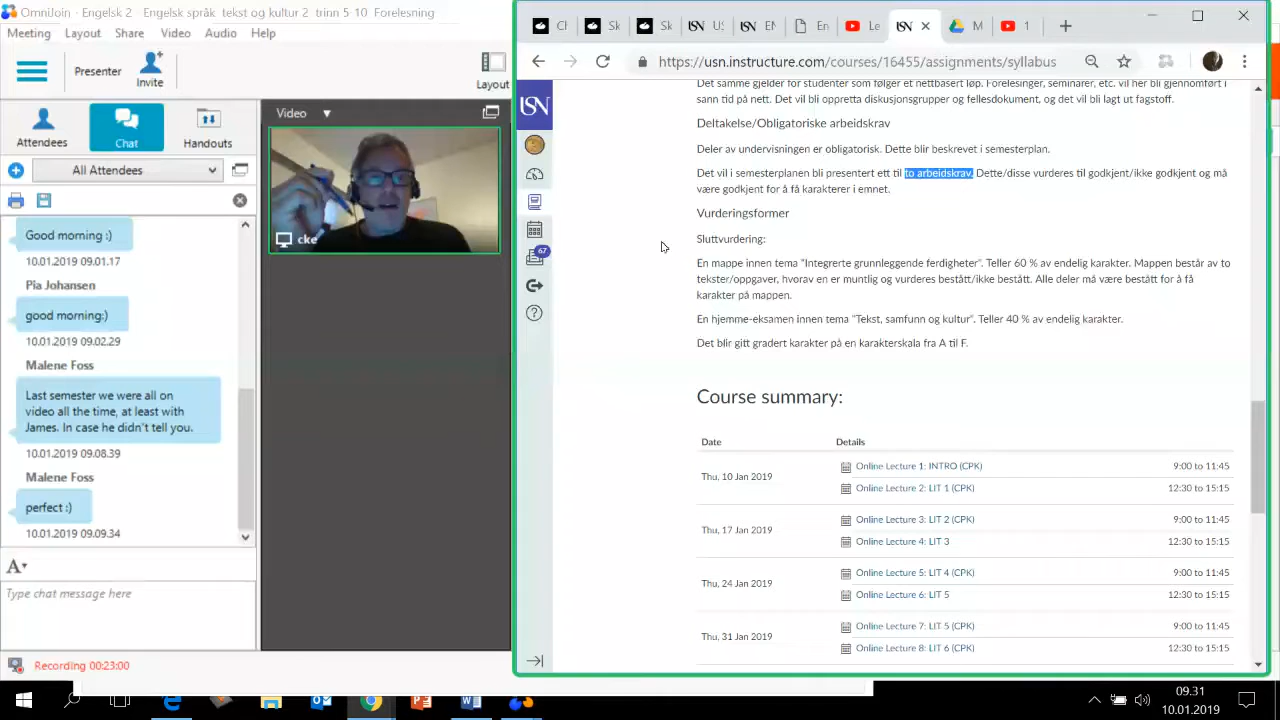 OmniJoin - Engelsk 2 - Engelsk språk, tekst og kultur 2 trinn 5-10 Forelesning
Meeting Layout Share Video Audio Help
Presenter
Invite
Layout
Attendees
Chat
Handouts
All Attendees
Good morning :)
10.01.2019 09.01.17
Pia Johansen
good morning:)
10.01.2019 09.02.29
Malene Foss
Last semester we were all on
video all the time, at least with
James. In case he didn't tell you.
10.01.2019 09.08.39
Malene Foss
perfect :)
10.01.2019 09.09.34
A
Type chat message here
Recording 00:23:00
Video
cke
Sk
Sk
USN
USN
En
Le
USN
M
https://usn.instructure.com/courses/16455/assignments/syllabus
USN
67
Det samme gjelder for studenter som følger et nettbasert løp. Forelesinger, seminarer, etc. vil her bli gjennomført i
sann tid på nett. Det vil bli oppretta diskusjonsgrupper og fellesdokument, og det vil bli lagt ut fagstoff.
Deltakelse/Obligatoriske arbeidskrav
Deler av undervisningen er obligatorisk. Dette blir beskrevet i semesterplan.
Det vil i semesterplanen bli presentert ett til to arbeidskrav. Dette/disse vurderes til godkjent/ikke godkjent og må
være godkjent for å få karakterer i emnet.
Vurderingsformer
Sluttvurdering:
En mappe innen tema "Integrerte grunnleggende ferdigheter". Teller 60 % av endelig karakter. Mappen består av to
tekster/oppgaver, hvorav en er muntlig og vurderes bestått/ikke bestått. Alle deler må være bestått for å få
karakter på mappen.
En hjemme-eksamen innen tema "Tekst, samfunn og kultur". Teller 40 % av endelig karakter.
Det blir gitt gradert karakter på en karakterskala fra A til F.
Course summary:
Date Details
Thu, 10 Jan 2019
Online Lecture 1: INTRO (CPK) 9:00 to 11:45
Online Lecture 2: LIT 1 (CPK) 12:30 to 15:15
Thu, 17 Jan 2019
Online Lecture 3: LIT 2 (CPK) 9:00 to 11:45
Online Lecture 4: LIT 3 12:30 to 15:15
Thu, 24 Jan 2019
Online Lecture 5: LIT 4 (CPK) 9:00 to 11:45
Online Lecture 6: LIT 5 12:30 to 15:15
Thu, 31 Jan 2019
Online Lecture 7: LIT 5 (CPK) 9:00 to 11:45
Online Lecture 8: LIT 6 (CPK) 12:30 to 15:15
09.31
10.01.2019